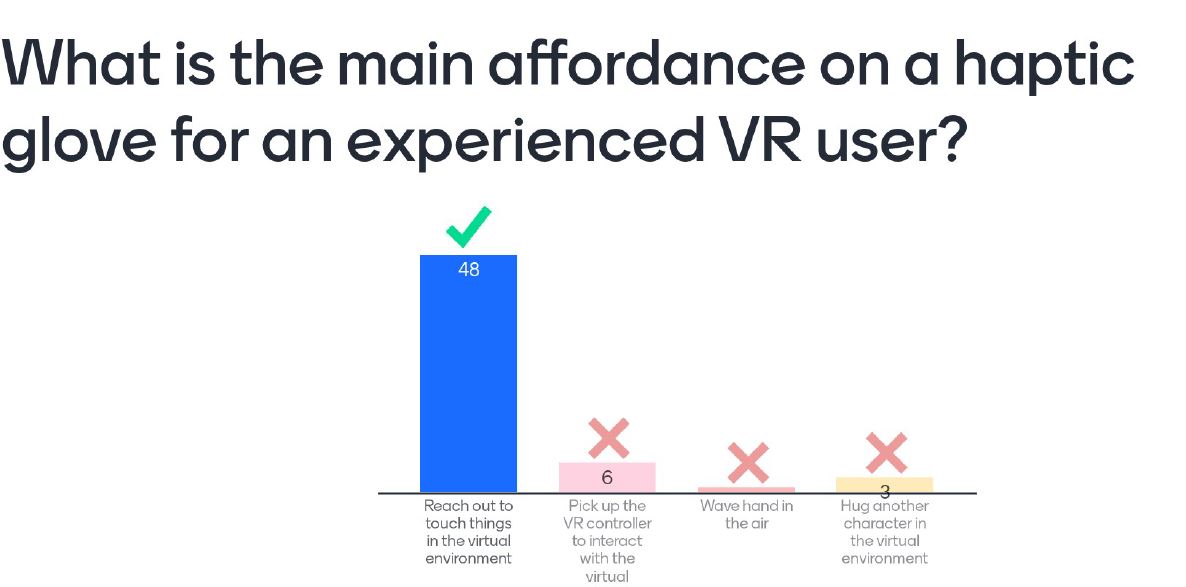 What is the main affordance on a haptic
glove for an experienced VR user?
48
6
3
Reach out to
touch things
in the virtual
environment
Pick up the
VR controller
to interact
with the
virtual
Wave hand in
the air
Hug another
character in
the virtual
environment